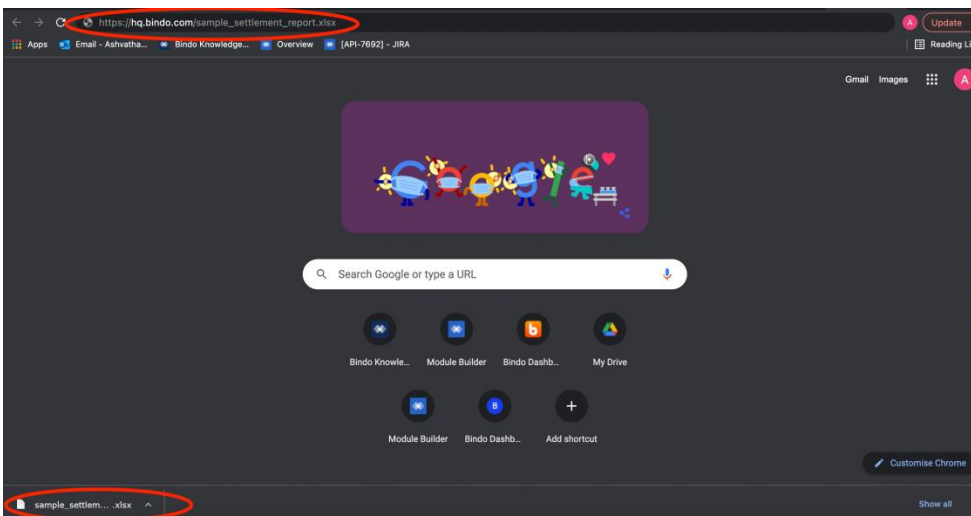 https://hq.bindo.com/sample_settlement_report.xlsx
A Update
Apps Email - Ashvatha... Bindo Knowledge... Overview [API-7692] - JIRA Reading Li
Gmail Images A
Google
Search Google or type a URL
Bindo Knowle... Module Builder Bindo Dashb... My Drive
B
Module Builder Bindo Dashb... Add shortcut
Customise Chrome
sample_settlem... .xlsx Show all